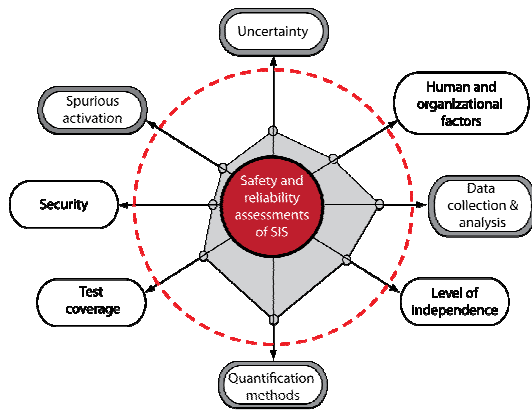 Uncertainty
Human and
organizational
factors
Spurious
activation
Safety and
reliability
assessments
of SIS
Security
Data
collection &
analysis
Test
coverage
Level of
independence
Quantification
methods